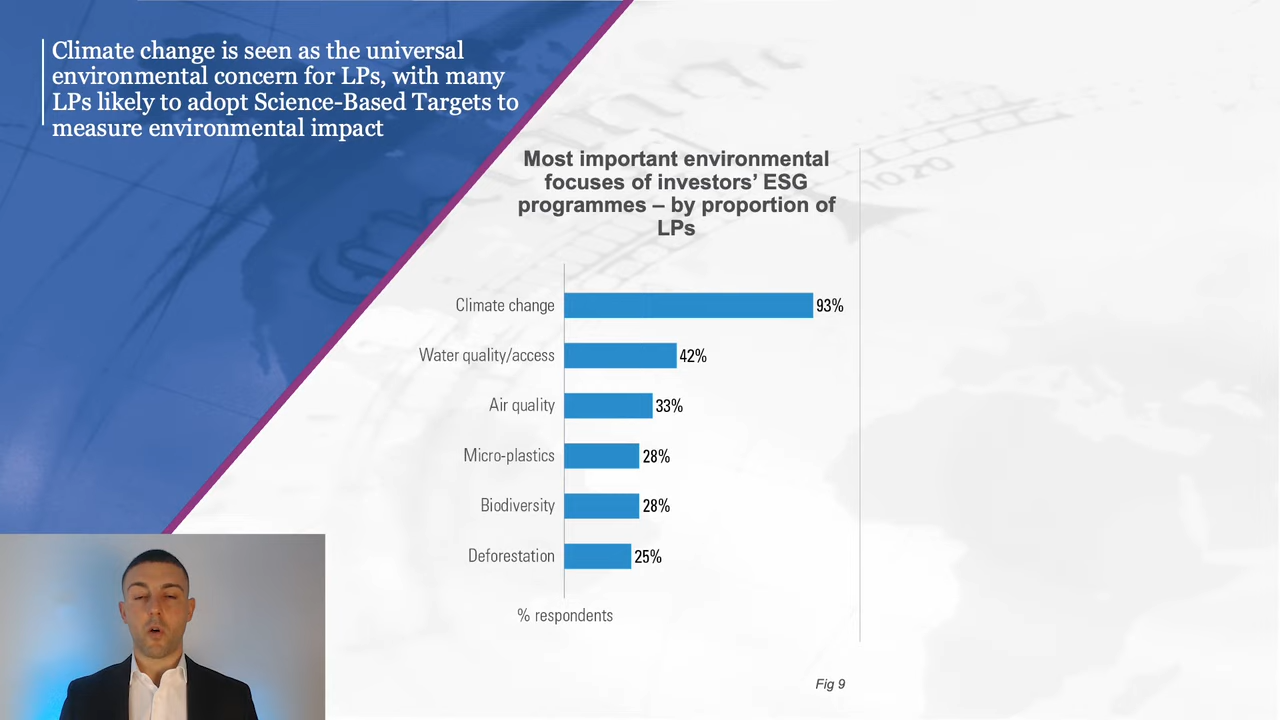 Climate change is seen as the universal
environmental concern for LPs, with many
LPs likely to adopt Science-Based Targets to
measure environmental impact
Most important environmental
focuses of investors’ ESG
programmes – by proportion of
LPs
Climate change 93%
Water quality/access 42%
Air quality 33%
Micro-plastics 28%
Biodiversity 28%
Deforestation 25%
% respondents
Fig 9
1020